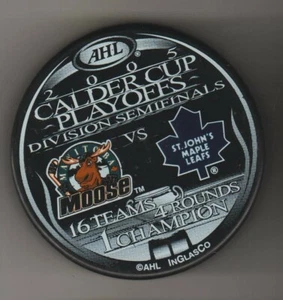 AHL
2005
CALDER CUP
PLAYOFFS
DIVISION SEMIFINALS
VS
ST. JOHN'S
MAPLE
LEAFS
®
MOOSE™
16 TEAMS 4 ROUNDS
1 CHAMPION
©AHL INGLASCO